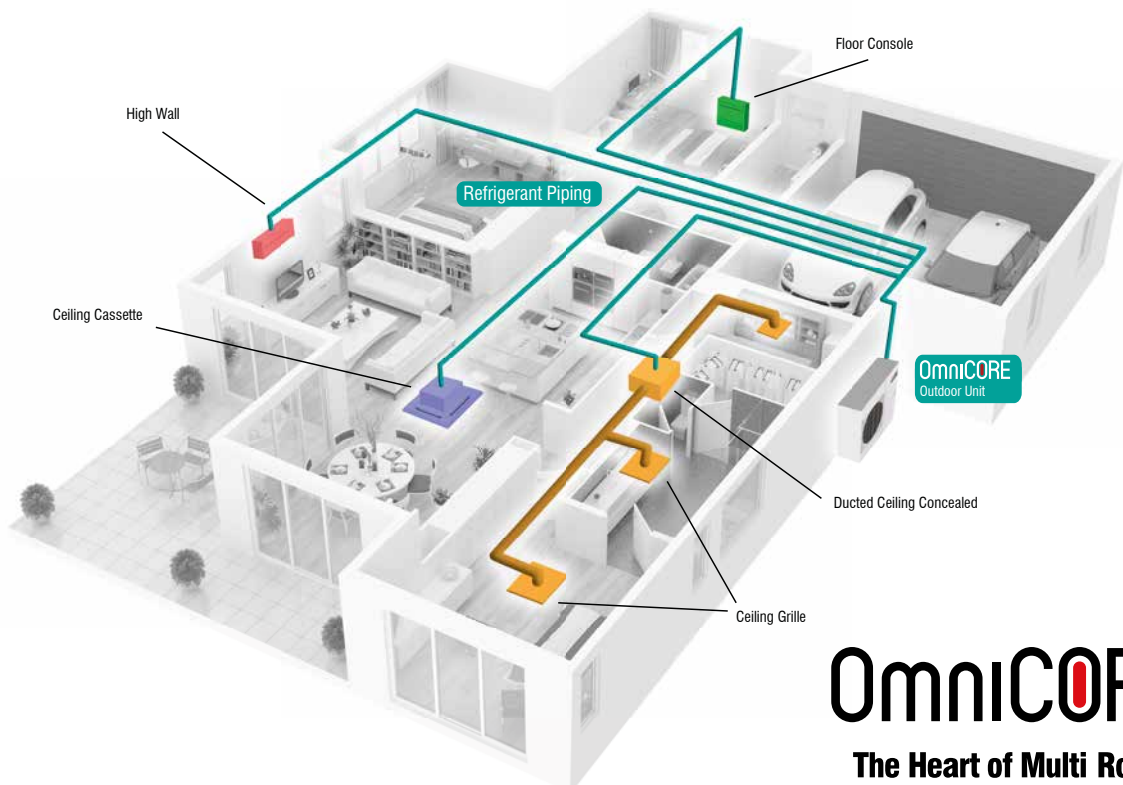 Floor Console
High Wall
Refrigerant Piping
Ceiling Cassette
OmniCORE
Outdoor Unit
Ducted Ceiling Concealed
Ceiling Grille
OmniCO
The Heart of Multi